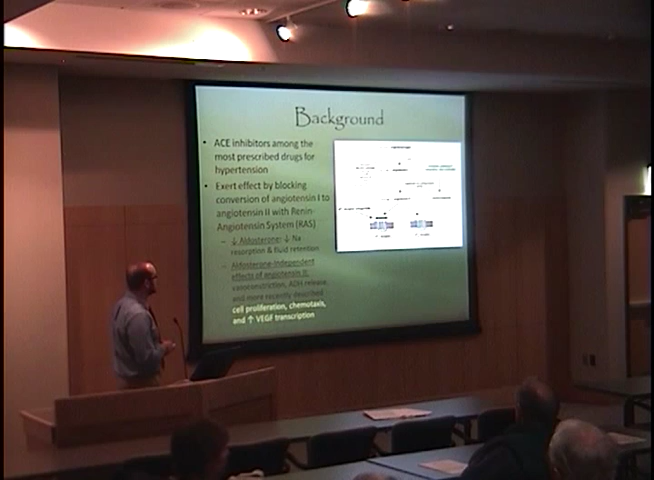 Background
• ACE inhibitors among the
most prescribed drugs for
hypertension
• Exert effect by blocking
conversion of angiotensin I to
angiotensin II with Renin-
Angiotensin System (RAS)
– ↓ Aldosterone: ↓ Na
resorption & fluid retention
– Aldosterone-independent
effects of angiotensin II:
vasoconstriction, ADH release,
and more recently described
cell proliferation, chemotaxis,
and ↑ VEGF transcription